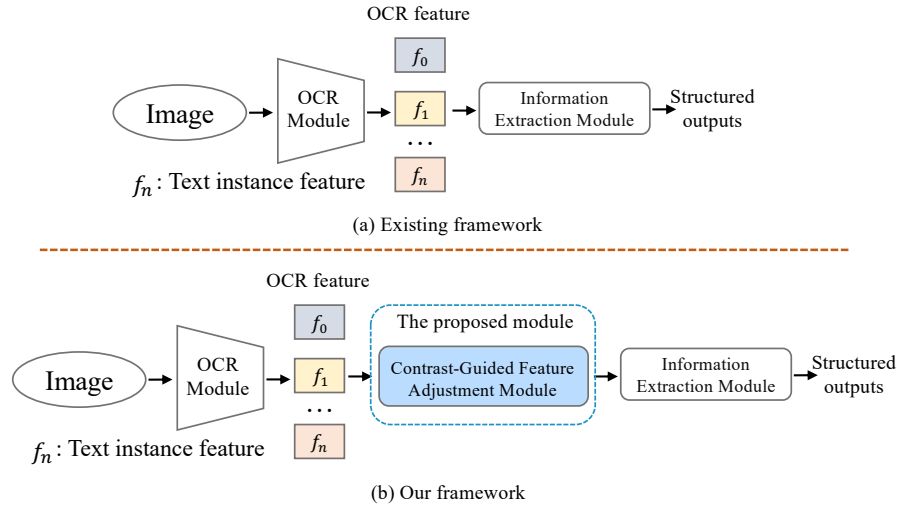 OCR feature
f₀
Image
OCR
Module
f₁
Information
Extraction Module
Structured
outputs
...
fₙ
fₙ : Text instance feature
(a) Existing framework
OCR feature
f₀
The proposed module
Image
OCR
Module
f₁
Contrast-Guided Feature
Adjustment Module
Information
Extraction Module
Structured
outputs
...
fₙ
fₙ : Text instance feature
(b) Our framework